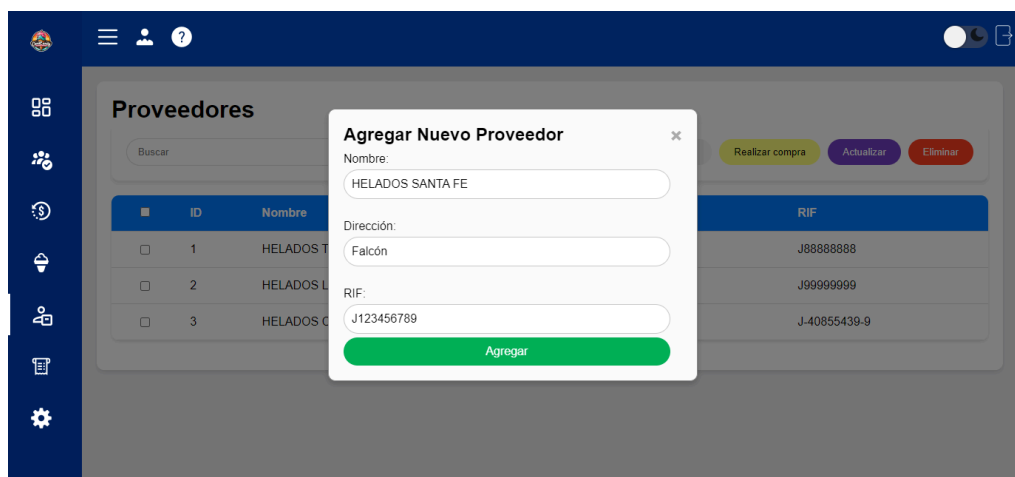 ?
Proveedores
Agregar Nuevo Proveedor
×
Nombre:
Buscar
Realizar compra
Actualizar
Eliminar
HELADOS SANTA FE
ID
Nombre
RIF
Dirección:
1
HELADOS T
Falcón
J88888888
2
HELADOS L
J99999999
RIF:
3
HELADOS C
J123456789
J-40855439-9
Agregar